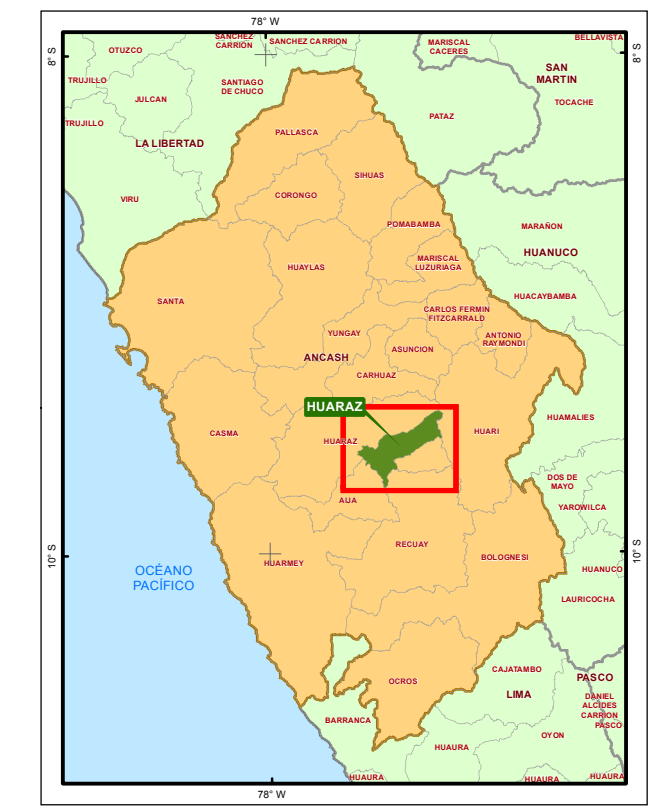 78° W
SANCHEZ
CARRIÓN
SANCHEZ CARRION
MARISCAL
CACERES
BELLAVISTA
OTUZCO
8° S
8° S
SAN
MARTIN
TRUJILLO
SANTIAGO
DE CHUCO
JULCAN
TOCACHE
PATAZ
TRUJILLO
PALLASCA
LA LIBERTAD
SIHUAS
CORONGO
VIRU
POMABAMBA
MARAÑON
HUANUCO
MARISCAL
LUZURIAGA
HUAYLAS
HUACAYBAMBA
SANTA
CARLOS FERMIN
FITZCARRALD
YUNGAY
ANTONIO
RAYMONDI
ASUNCION
ANCASH
CARHUAZ
HUARAZ
HUAMALIES
CASMA
HUARAZ
HUARI
DOS DE
MAYO
AIJA
YAROWILCA
RECUAY
10° S
10° S
BOLOGNESI
HUARMEY
OCÉANO
PACÍFICO
HUANUCO
LAURICOCHA
CAJATAMBO
PASCO
OCROS
LIMA
DANIEL
ALCIDES
CARRION
PASCO
BARRANCA
OYON
HUAURA
HUAURA
HUAURA
HUAURA
78° W